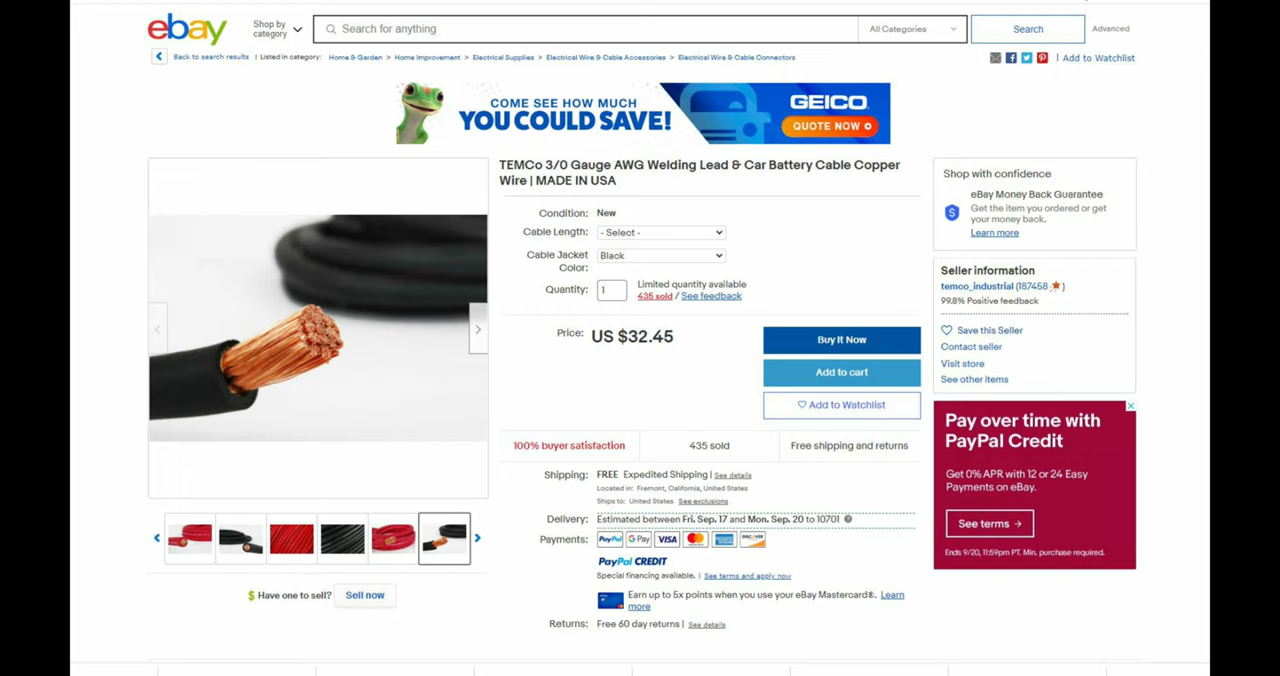 ebay
Shop by
category
Search for anything
All Categories
Search
Advanced
Back to search results | Listed in category: Home & Garden > Home Improvement > Electrical Supplies > Electrical Wire & Cable Accessories > Electrical Wire & Cable Connectors
| Add to Watchlist
COME SEE HOW MUCH
YOU COULD SAVE!
GEICO
QUOTE NOW
TEMCo 3/0 Gauge AWG Welding Lead & Car Battery Cable Copper
Wire | MADE IN USA
Condition: New
Cable Length: - Select -
Cable Jacket
Color: Black
Quantity: 1
Limited quantity available
435 sold / See feedback
Price: US $32.45
Buy It Now
Add to cart
Add to Watchlist
100% buyer satisfaction
435 sold
Free shipping and returns
Shipping: FREE Expedited Shipping | See details
Located in: Fremont, California, United States
Ships to: United States See exclusions
Delivery: Estimated between Fri. Sep. 17 and Mon. Sep. 20 to 10701
Payments: PayPal G Pay VISA
PayPal CREDIT
Special financing available. | See terms and apply now
Earn up to 5x points when you use your eBay Mastercard®. Learn
more
Returns: Free 60 day returns | See details
$ Have one to sell? Sell now
Shop with confidence
eBay Money Back Guarantee
Get the item you ordered or get
your money back.
Learn more
Seller information
temco_industrial (187458 )
99.8% Positive feedback
Save this Seller
Contact seller
Visit store
See other items
Pay over time with
PayPal Credit
Get 0% APR with 12 or 24 Easy
Payments on eBay.
See terms →
Ends 9/20, 11:59pm PT. Min. purchase required.